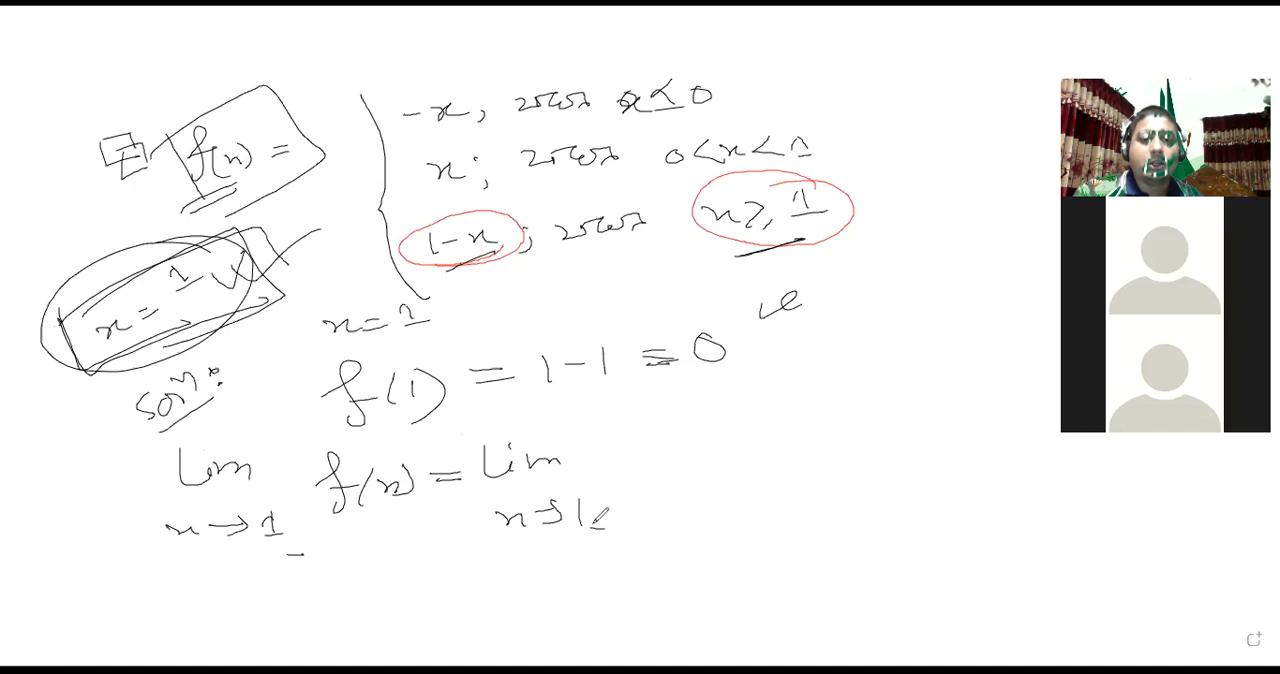 f(x) =
-x, যখন x ≤ 0
x; যখন 0 < x < 1
1-x; যখন x ≥ 1
x = 1
x = 1
f(1) = 1 - 1 = 0
Soln:
Lim x→1 f(x) = Lim x→1